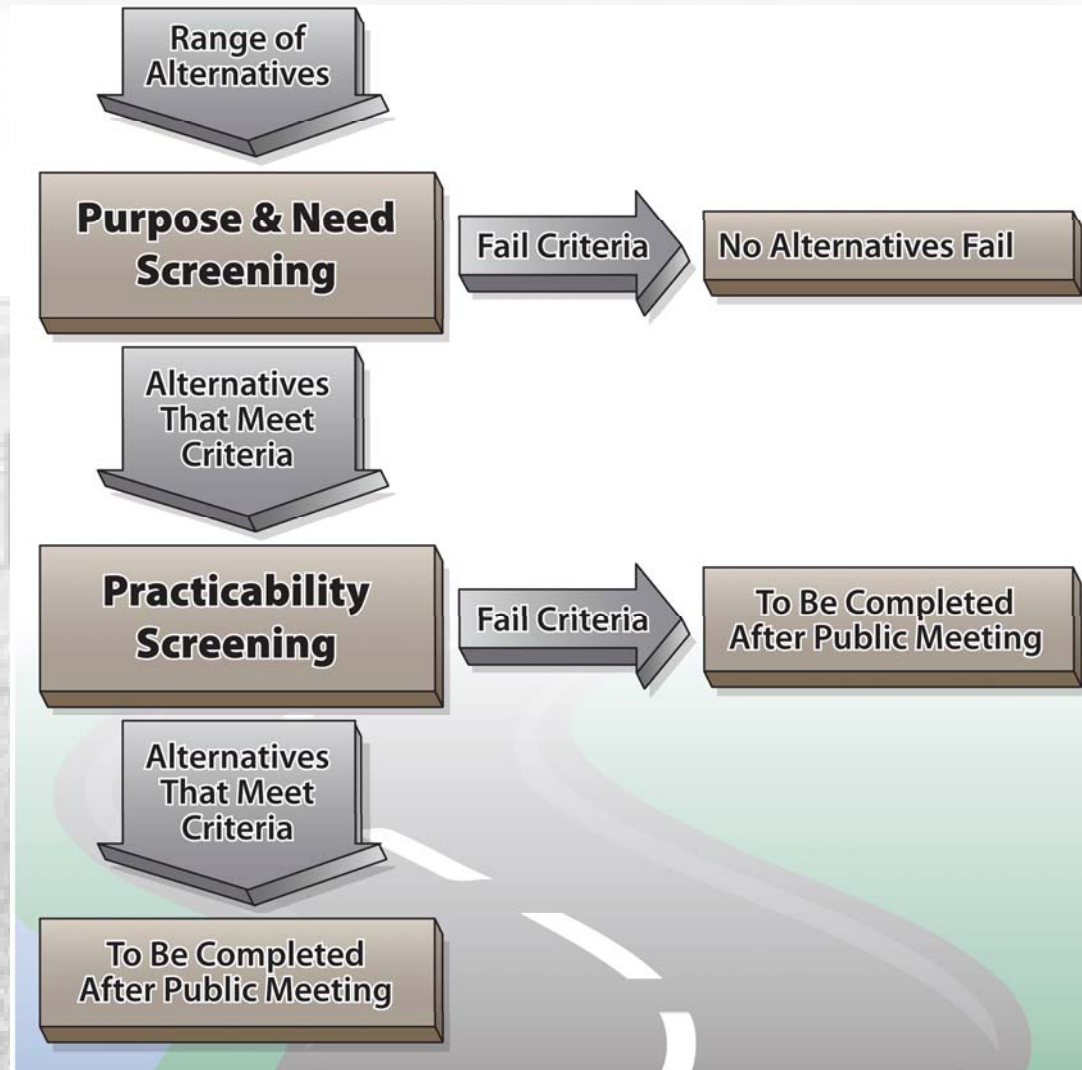 Range of
Alternatives
Purpose & Need
Screening
Fail Criteria
No Alternatives Fail
Alternatives
That Meet
Criteria
Practicability
Screening
Fail Criteria
To Be Completed
After Public Meeting
Alternatives
That Meet
Criteria
To Be Completed
After Public Meeting